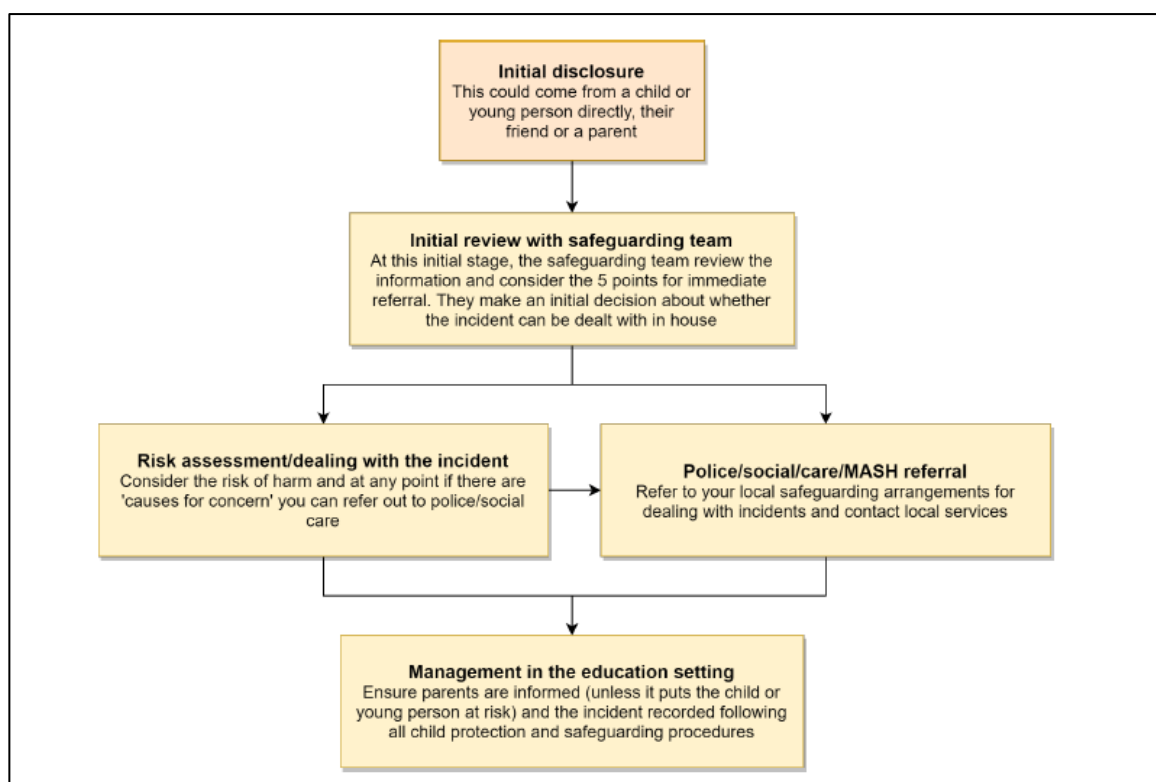 Initial disclosure
This could come from a child or
young person directly, their
friend or a parent
Initial review with safeguarding team
At this initial stage, the safeguarding team review the
information and consider the 5 points for immediate
referral. They make an initial decision about whether
the incident can be dealt with in house
Risk assessment/dealing with the incident
Consider the risk of harm and at any point if there are
'causes for concern' you can refer out to police/social
care
Police/social/care/MASH referral
Refer to your local safeguarding arrangements for
dealing with incidents and contact local services
Management in the education setting
Ensure parents are informed (unless it puts the child or
young person at risk) and the incident recorded following
all child protection and safeguarding procedures